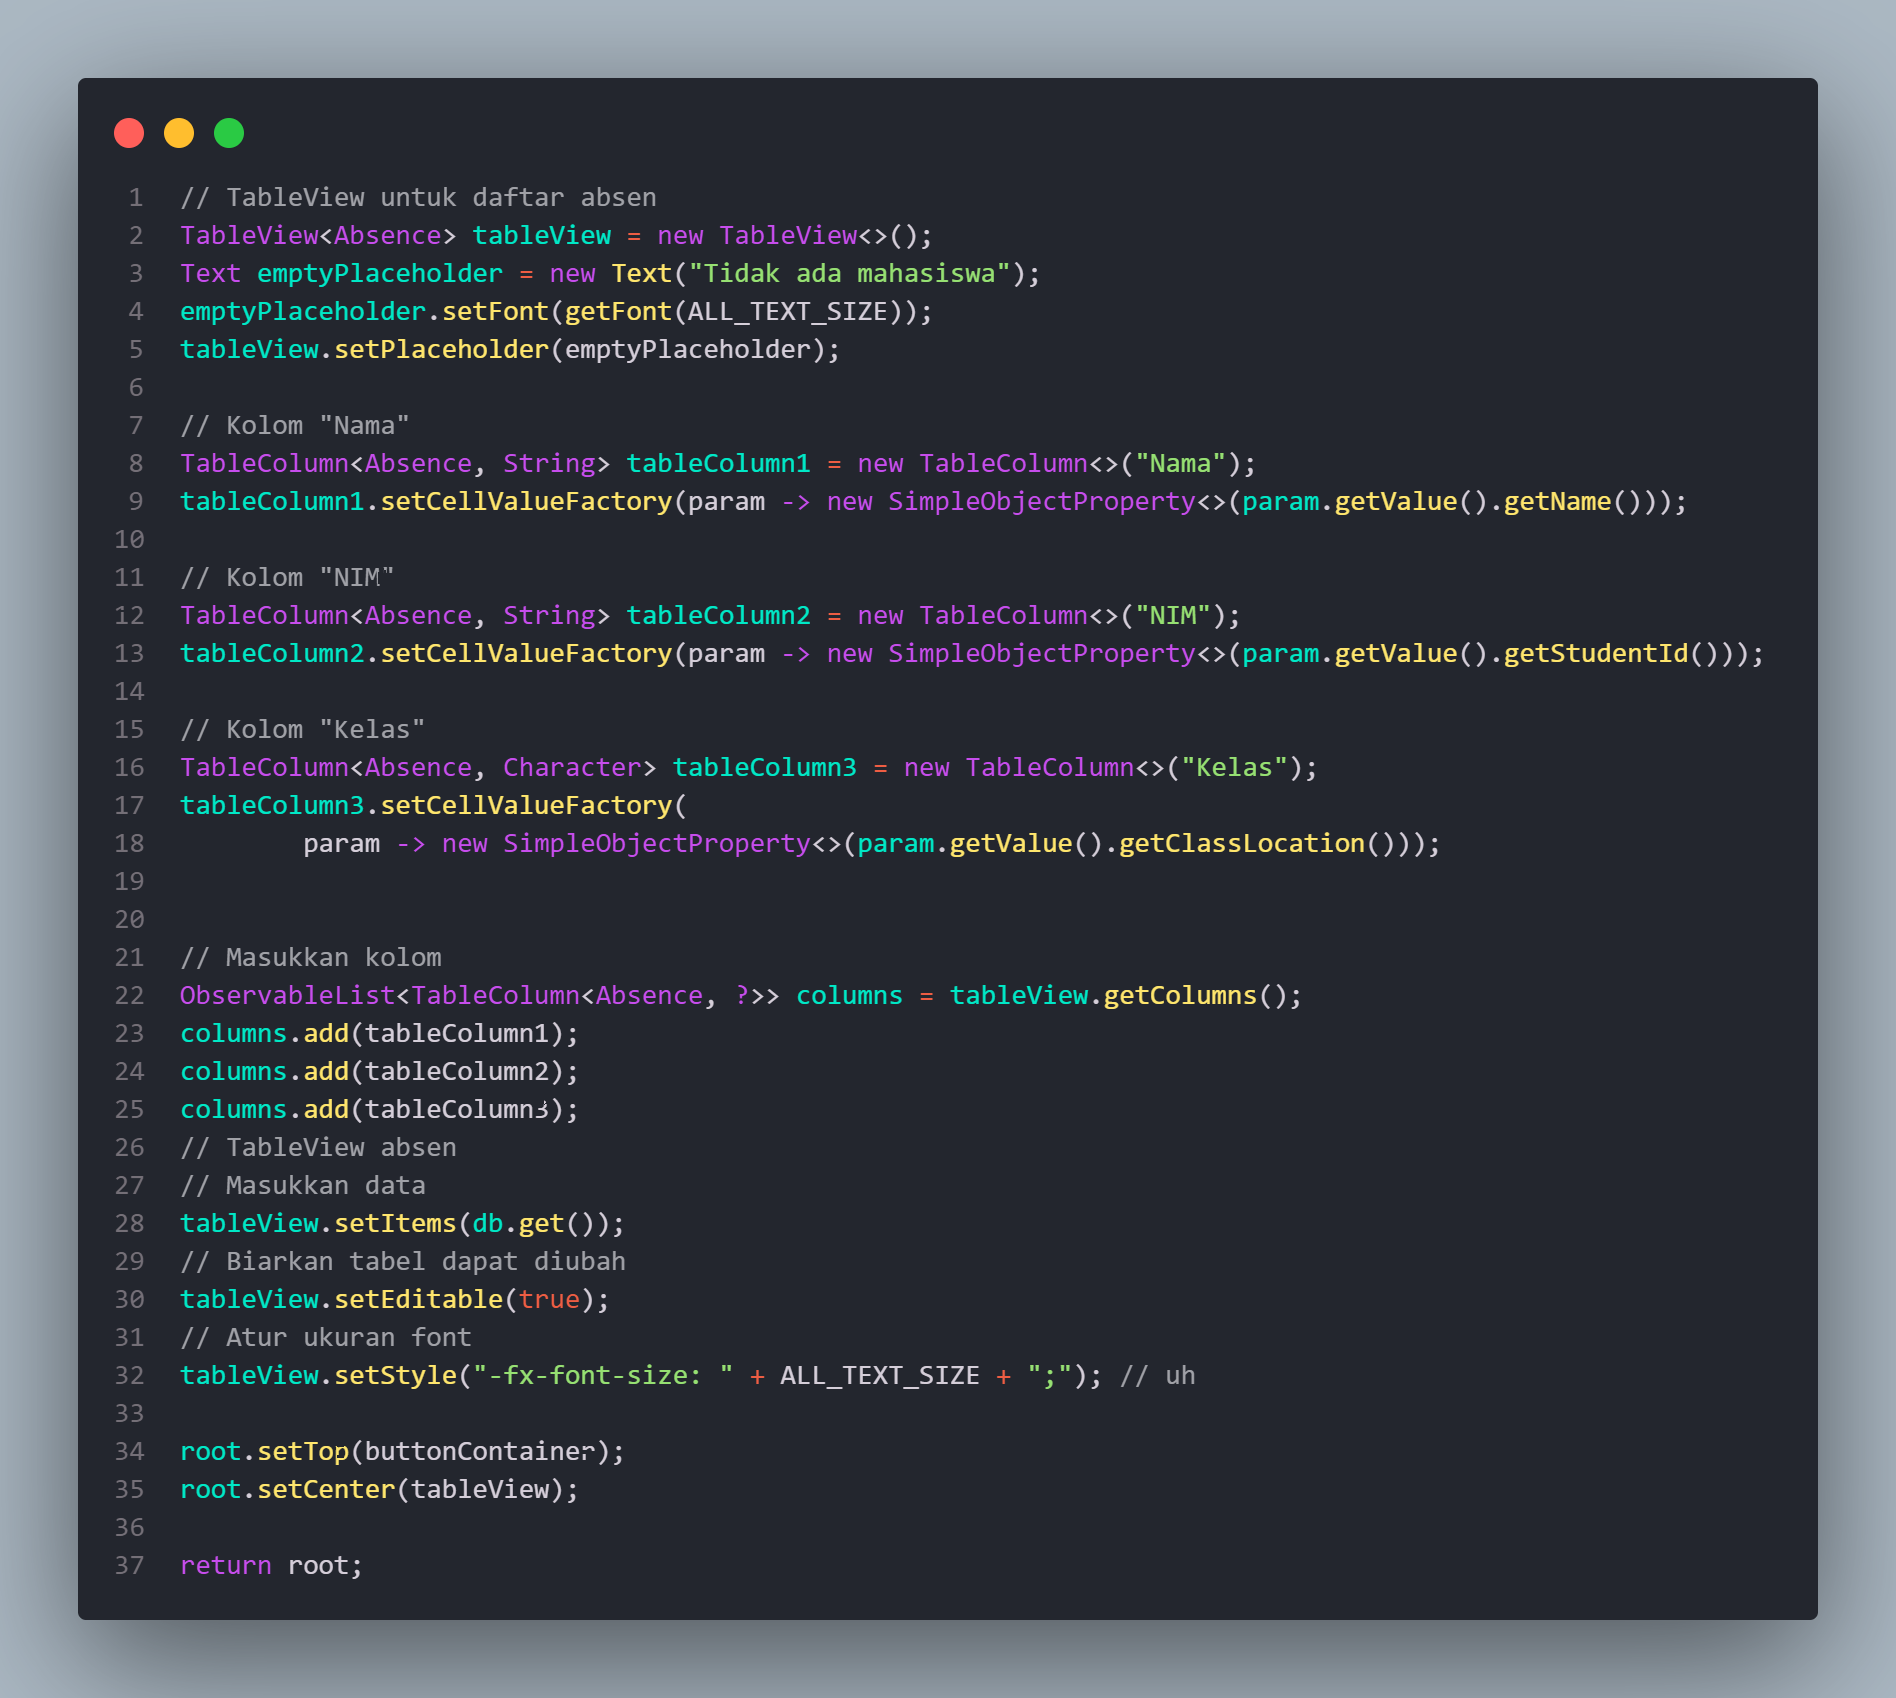 1 // TableView untuk daftar absen
2 TableView<Absence> tableView = new TableView<>();
3 Text emptyPlaceholder = new Text("Tidak ada mahasiswa");
4 emptyPlaceholder.setFont(getFont(ALL_TEXT_SIZE));
5 tableView.setPlaceholder(emptyPlaceholder);
6
7 // Kolom "Nama"
8 TableColumn<Absence, String> tableColumn1 = new TableColumn<>("Nama");
9 tableColumn1.setCellValueFactory(param -> new SimpleObjectProperty<>(param.getValue().getName()));
10
11 // Kolom "NIM"
12 TableColumn<Absence, String> tableColumn2 = new TableColumn<>("NIM");
13 tableColumn2.setCellValueFactory(param -> new SimpleObjectProperty<>(param.getValue().getStudentId()));
14
15 // Kolom "Kelas"
16 TableColumn<Absence, Character> tableColumn3 = new TableColumn<>("Kelas");
17 tableColumn3.setCellValueFactory(
18         param -> new SimpleObjectProperty<>(param.getValue().getClassLocation()));
19
20
21 // Masukkan kolom
22 ObservableList<TableColumn<Absence, ?>> columns = tableView.getColumns();
23 columns.add(tableColumn1);
24 columns.add(tableColumn2);
25 columns.add(tableColumn3);
26 // TableView absen
27 // Masukkan data
28 tableView.setItems(db.get());
29 // Biarkan tabel dapat diubah
30 tableView.setEditable(true);
31 // Atur ukuran font
32 tableView.setStyle("-fx-font-size: " + ALL_TEXT_SIZE + ";"); // uh
33
34 root.setTop(buttonContainer);
35 root.setCenter(tableView);
36
37 return root;